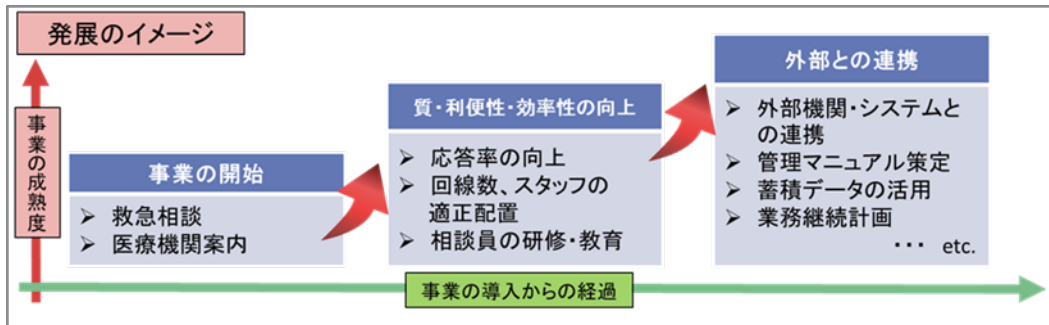 発展のイメージ
事業の成熟度
事業の開始
➢ 救急相談
➢ 医療機関案内
質・利便性・効率性の向上
➢ 応答率の向上
➢ 回線数、スタッフの
適正配置
➢ 相談員の研修・教育
外部との連携
➢ 外部機関・システムと
の連携
➢ 管理マニュアル策定
➢ 蓄積データの活用
➢ 業務継続計画
・・・ etc.
事業の導入からの経過